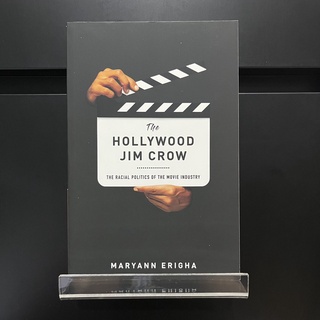 The
HOLLYWOOD
JIM CROW
THE RACIAL POLITICS OF THE MOVIE INDUSTRY
MARYANN ERIGHA